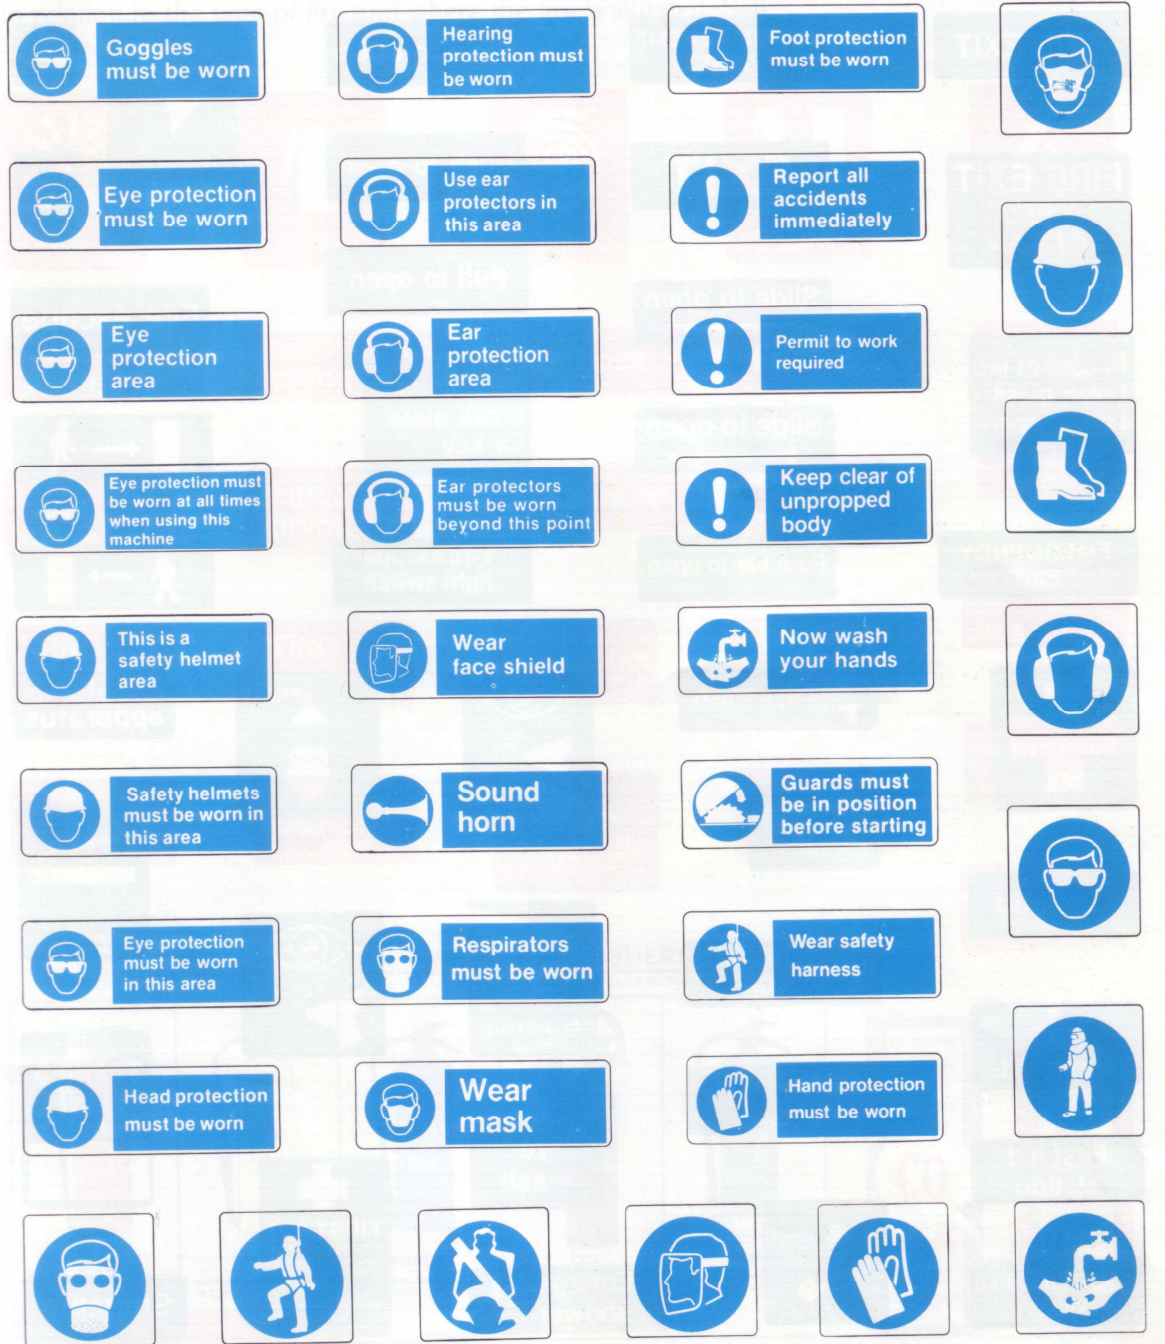 Goggles
must be worn
Hearing
protection must
be worn
Foot protection
must be worn
Eye protection
must be worn
Use ear
protectors in
this area
Report all
accidents
immediately
Eye
protection
area
Ear
protection
area
Permit to work
required
Eye protection must
be worn at all times
when using this
machine
Ear protectors
must be worn
beyond this point
Keep clear of
unpropped
body
This is a
safety helmet
area
Wear
face shield
Now wash
your hands
Safety helmets
must be worn in
this area
Sound
horn
Guards must
be in position
before starting
Eye protection
must be worn
in this area
Respirators
must be worn
Wear safety
harness
Head protection
must be worn
Wear
mask
Hand protection
must be worn